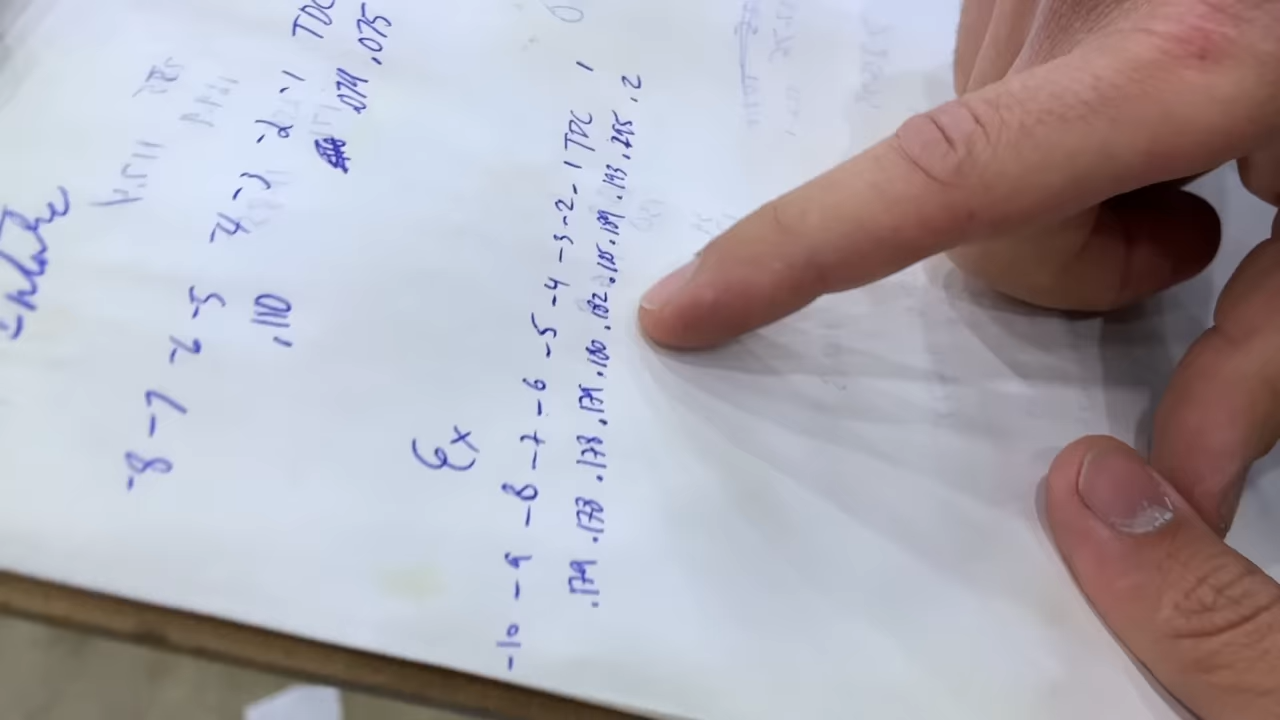 Intake
-8 -7 -6 -5 -4 -3 -2 -1 TDC
.110 .074 .075
Ex
-10 -9 -8 -7 -6 -5 -4 -3 -2 -1 TDC 1
.179 .178 .178 .179 .180 .182 .185 .189 .193 .195 .2